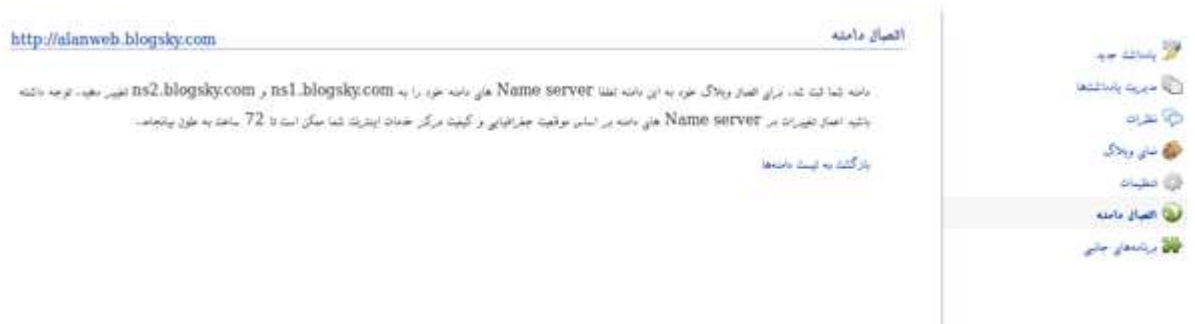 http://alanweb.blogsky.com
اتصال دامنه
دامنه شما ثبت شد. برای اتصال وبلاگ خود به این دامنه لطفا Name server های دامنه خود را به ns1.blogsky.com و ns2.blogsky.com تغییر دهید. توجه داشته
باشید اعمال تغییرات در Name server های دامنه بر اساس موقعیت جغرافیایی و کیفیت مرکز خدمات اینترنت شما ممکن است تا 72 ساعت به طول بیانجامد.
بازگشت به لیست دامنه‌ها
یادداشت جدید
مدیریت یادداشتها
نظرات
نمای وبلاگ
تنظیمات
اتصال دامنه
برنامه‌های جانبی